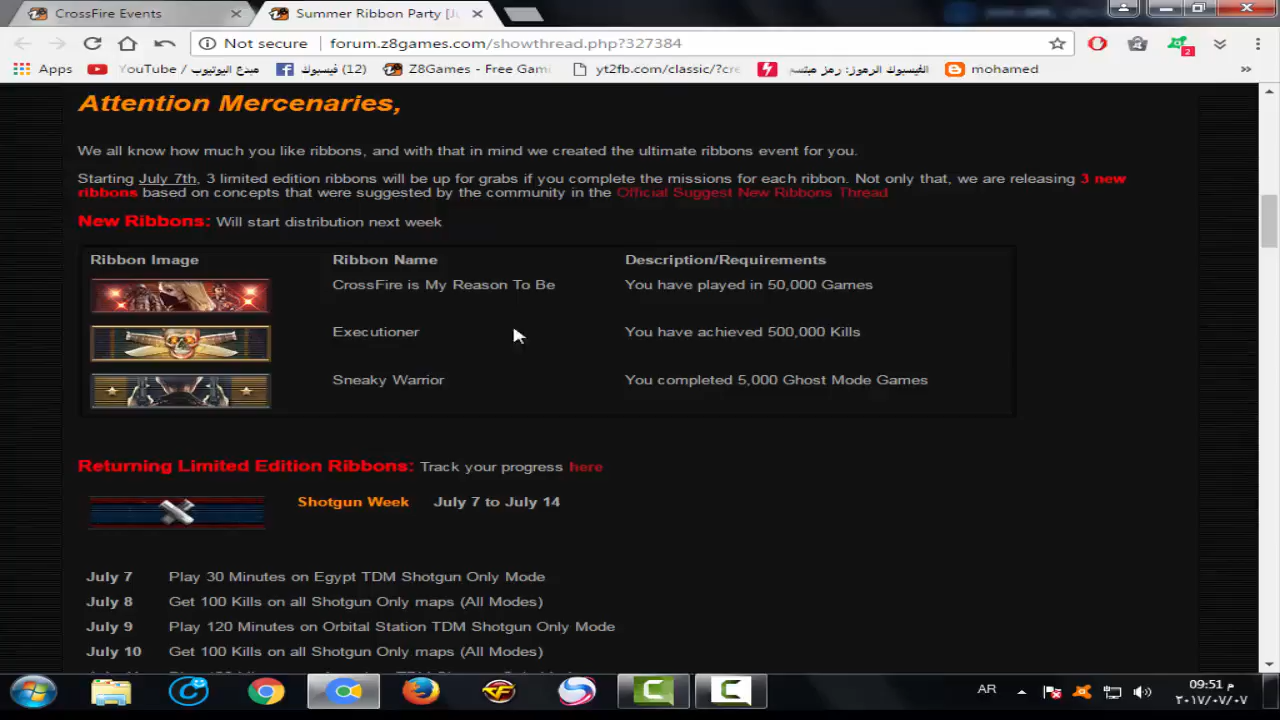 CrossFire Events
Summer Ribbon Party [J
Not secure
forum.z8games.com/showthread.php?327384
2
Apps
YouTube / مبدع اليوتيوب
(12) فيسبوك
Z8Games - Free Gam
yt2fb.com/classic/?cre
الفيسبوك الرموز: رمز مبتسم
mohamed
Attention Mercenaries,
We all know how much you like ribbons, and with that in mind we created the ultimate ribbons event for you.
Starting July 7th, 3 limited edition ribbons will be up for grabs if you complete the missions for each ribbon. Not only that, we are releasing 3 new
ribbons based on concepts that were suggested by the community in the Official Suggest New Ribbons Thread
New Ribbons: Will start distribution next week
Ribbon Image Ribbon Name Description/Requirements
CrossFire is My Reason To Be You have played in 50,000 Games
Executioner You have achieved 500,000 Kills
Sneaky Warrior You completed 5,000 Ghost Mode Games
Returning Limited Edition Ribbons: Track your progress here
Shotgun Week July 7 to July 14
July 7 Play 30 Minutes on Egypt TDM Shotgun Only Mode
July 8 Get 100 Kills on all Shotgun Only maps (All Modes)
July 9 Play 120 Minutes on Orbital Station TDM Shotgun Only Mode
July 10 Get 100 Kills on all Shotgun Only maps (All Modes)
AR
09:51 م
٢٠١٧/٠٧/٠٧